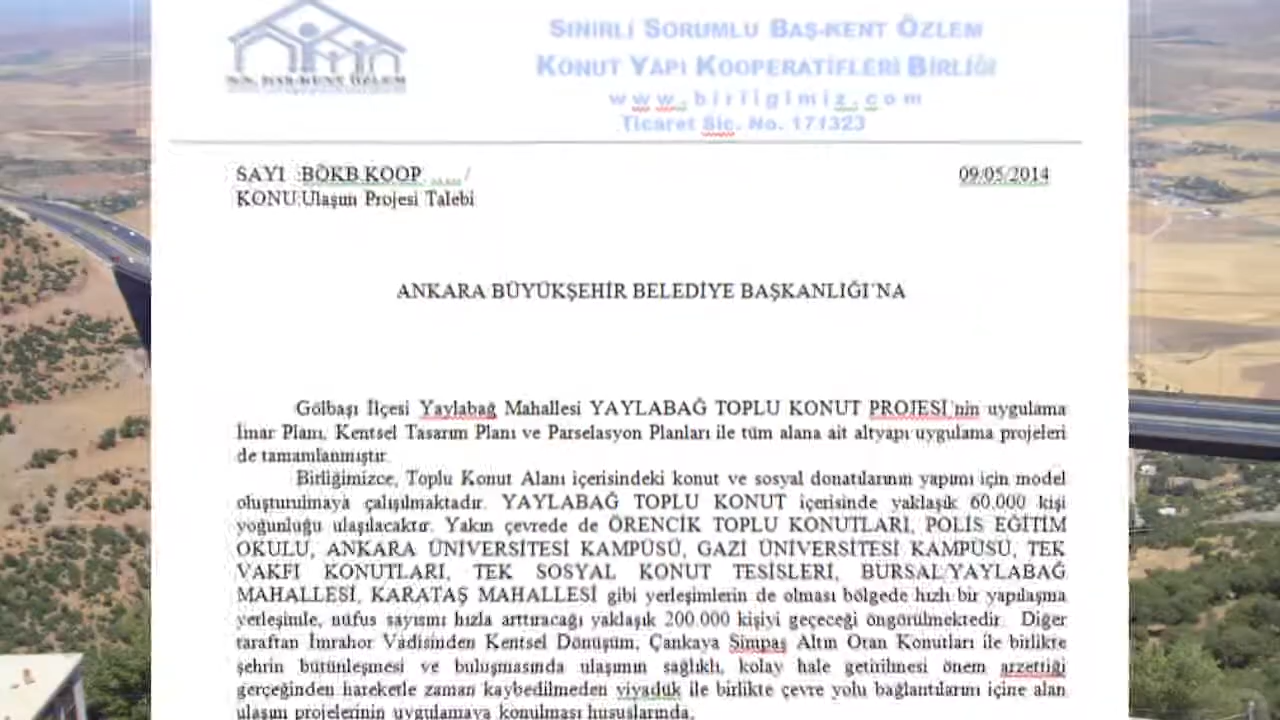 S.S. BAŞ-KENT ÖZLEM
SINIRLI SORUMLU BAŞ-KENT ÖZLEM
KONUT YAPI KOOPERATİFLERİ BİRLİĞİ
www.birligimiz.com
Ticaret Sic. No. 171323
SAYI :BÖKB.KOOP ...../ 09/05/2014
KONU:Ulaşım Projesi Talebi
ANKARA BÜYÜKŞEHİR BELEDİYE BAŞKANLIĞI'NA
Gölbaşı İlçesi Yaylabağ Mahallesi YAYLABAĞ TOPLU KONUT PROJESİ'nin uygulama
İmar Planı, Kentsel Tasarım Planı ve Parselasyon Planları ile tüm alana ait altyapı uygulama projeleri
de tamamlanmıştır.
Birliğimizce, Toplu Konut Alanı içerisindeki konut ve sosyal donatılarının yapımı için model
oluşturulmaya çalışılmaktadır. YAYLABAĞ TOPLU KONUT içerisinde yaklaşık 60.000 kişi
yoğunluğu ulaşılacaktır. Yakın çevrede de ÖRENCİK TOPLU KONUTLARI, POLİS EĞİTİM
OKULU, ANKARA ÜNİVERSİTESİ KAMPÜSÜ, GAZİ ÜNİVERSİTESİ KAMPÜSÜ, TEK
VAKFI KONUTLARI, TEK SOSYAL KONUT TESİSLERİ, BURSAL YAYLABAĞ
MAHALLESİ, KARATAŞ MAHALLESİ gibi yerleşimlerin de olması bölgede hızlı bir yapılaşma
yerleşimle, nüfus sayısını hızla arttıracağı yaklaşık 200.000 kişiyi geçeceği öngörülmektedir. Diğer
taraftan İmrahor Vadisinden Kentsel Dönüşüm, Çankaya Simpaş Altın Oran Konutları ile birlikte
şehrin bütünleşmesi ve buluşmasında ulaşımın sağlıklı, kolay hale getirilmesi önem arzettiği
gerçeğinden hareketle zaman kaybedilmeden viyadük ile birlikte çevre yolu bağlantılarını içine alan
ulaşım projelerinin uygulamaya konulması hususlarında,